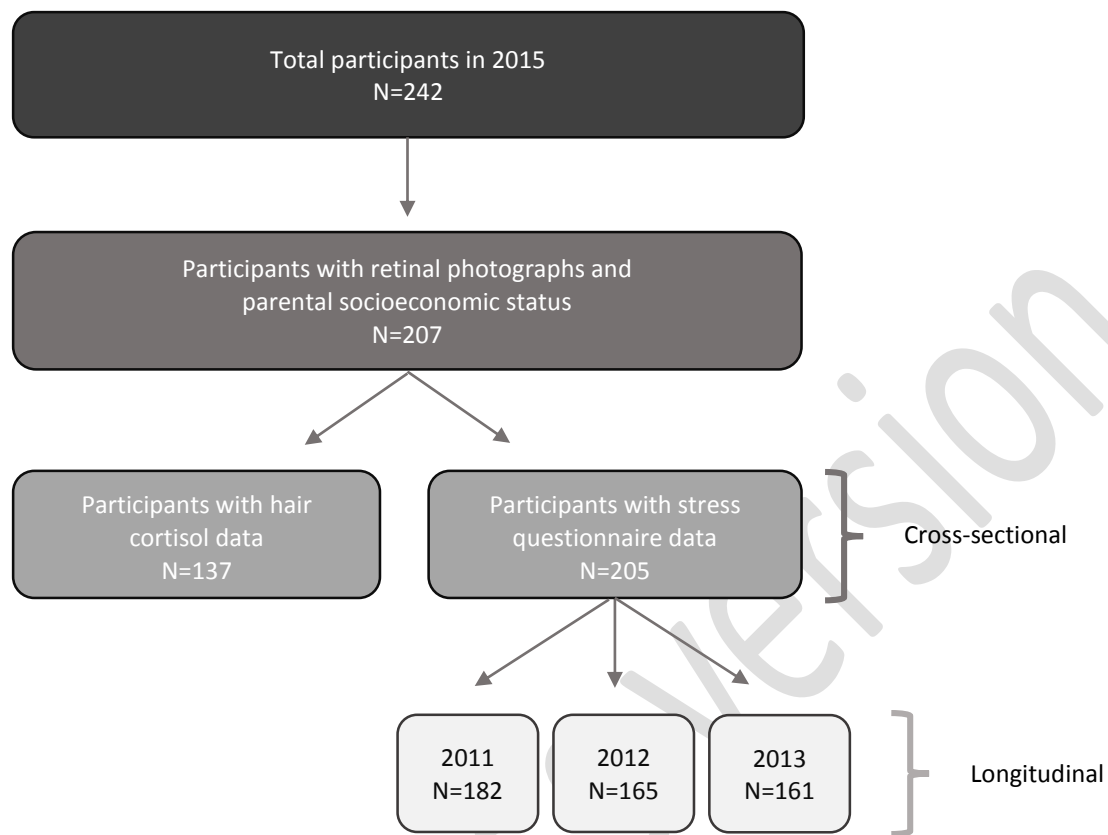 Total participants in 2015
N=242
Participants with retinal photographs and
parental socioeconomic status
N=207
Participants with hair
cortisol data
N=137
Participants with stress
questionnaire data
N=205
Cross-sectional
2011
N=182
2012
N=165
2013
N=161
Longitudinal
version